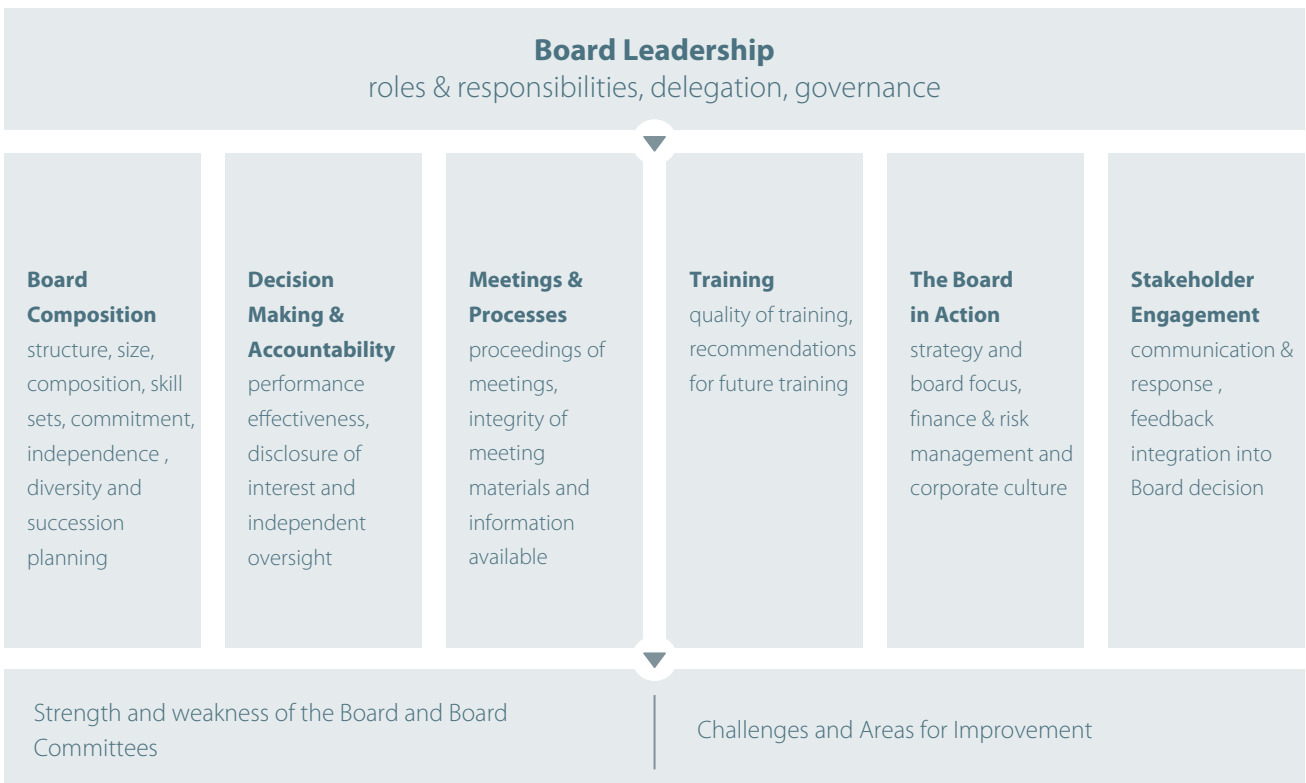 Board Leadership
roles & responsibilities, delegation, governance
Board
Composition
structure, size,
composition, skill
sets, commitment,
independence ,
diversity and
succession
planning
Decision
Making &
Accountability
performance
effectiveness,
disclosure of
interest and
independent
oversight
Meetings &
Processes
proceedings of
meetings,
integrity of
meeting
materials and
information
available
Training
quality of training,
recommendations
for future training
The Board
in Action
strategy and
board focus,
finance & risk
management and
corporate culture
Stakeholder
Engagement
communication &
response ,
feedback
integration into
Board decision
Strength and weakness of the Board and Board
Committees
Challenges and Areas for Improvement